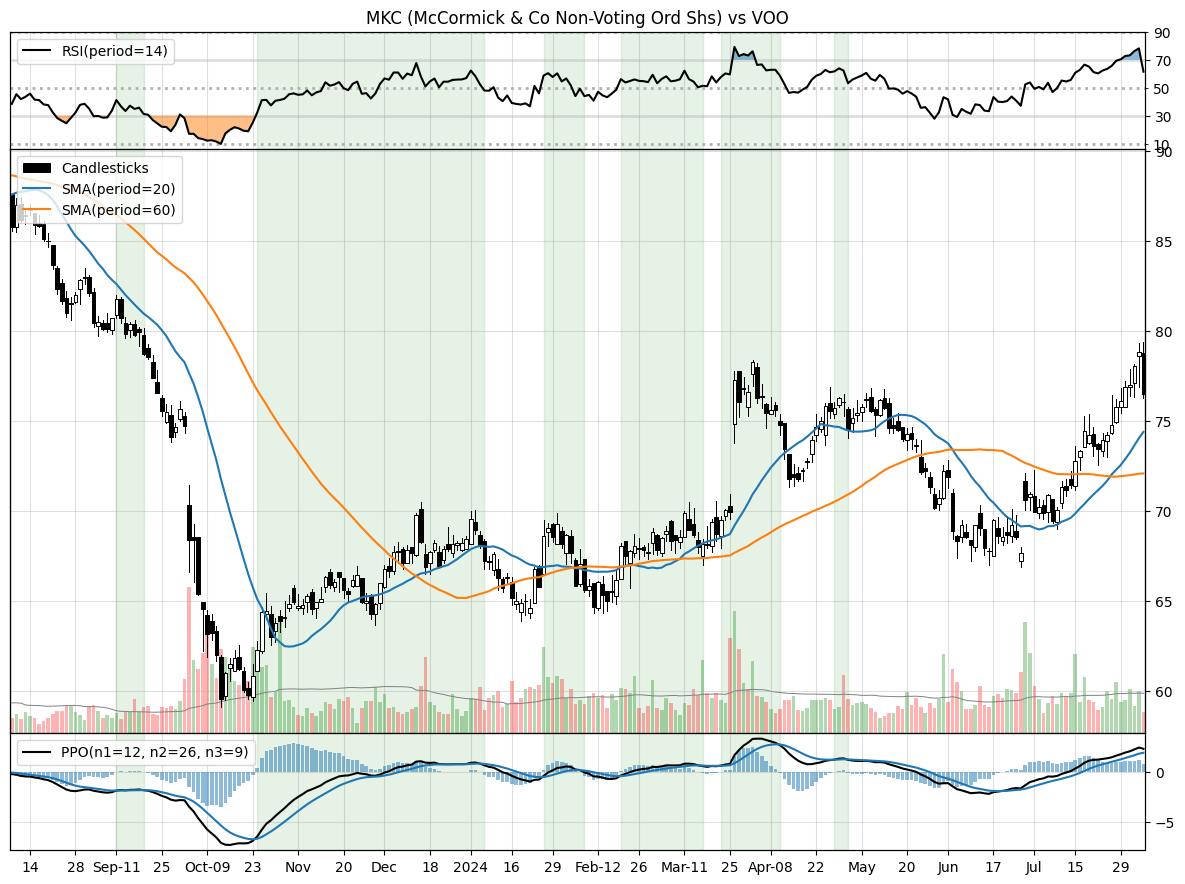 MKC (McCormick & Co Non-Voting Ord Shs) vs VOO
RSI(period=14)
90
70
50
30
10
Candlesticks
SMA(period=20)
SMA(period=60)
90
85
80
75
70
65
60
PPO(n1=12, n2=26, n3=9)
0
−5
14 28 Sep-11 25 Oct-09 23 Nov 20 Dec 18 2024 16 29 Feb-12 26 Mar-11 25 Apr-08 22 May 20 Jun 17 Jul 15 29